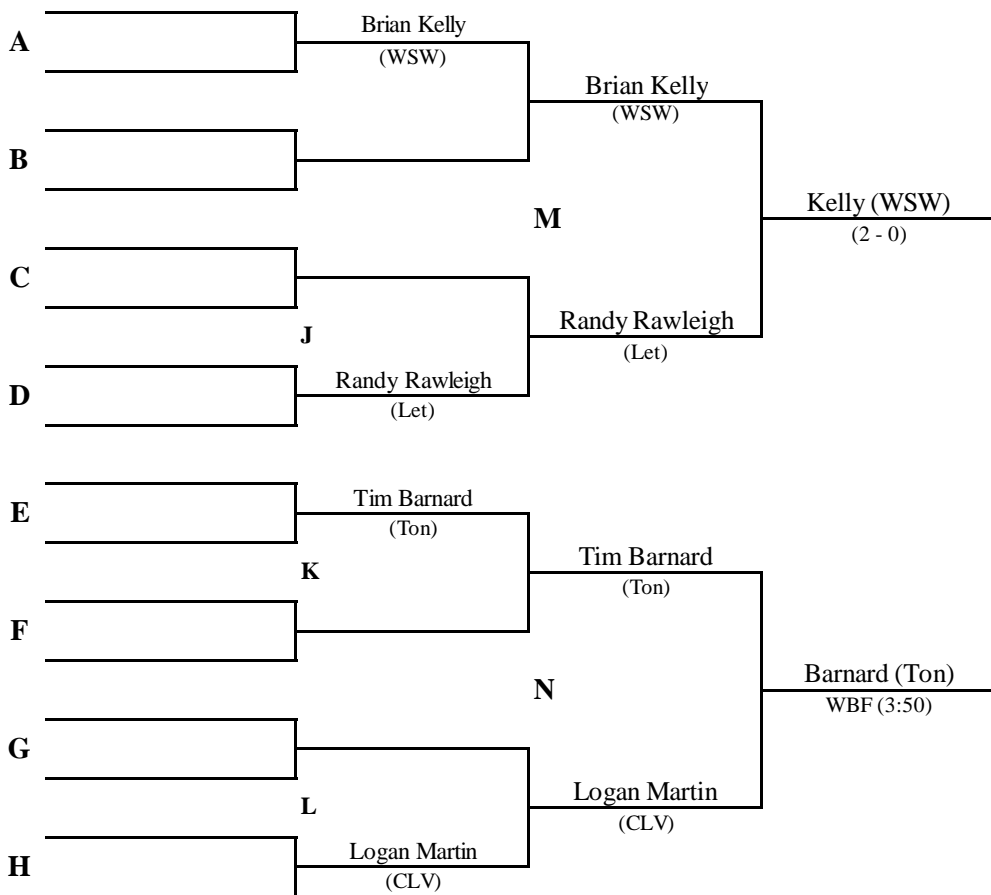 A
Brian Kelly
(WSW)
Brian Kelly
(WSW)
B
M
Kelly (WSW)
(2 - 0)
C
J
Randy Rawleigh
(Let)
D
Randy Rawleigh
(Let)
E
Tim Barnard
(Ton)
K
Tim Barnard
(Ton)
F
N
Barnard (Ton)
WBF (3:50)
G
L
Logan Martin
(CLV)
H
Logan Martin
(CLV)